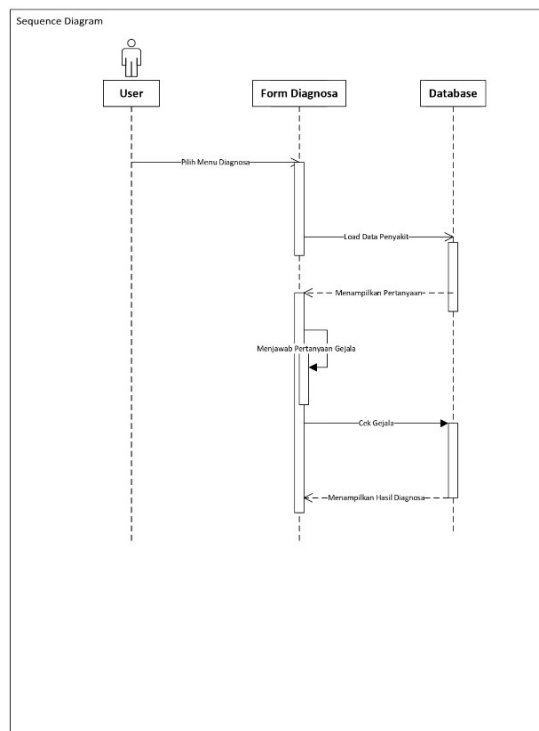 Sequence Diagram
User
Form Diagnosa
Database
Pilih Menu Diagnosa
Load Data Penyakit
Menampilkan Pertanyaan
Menjawab Pertanyaan Gejala
Cek Gejala
Menampilkan Hasil Diagnosa